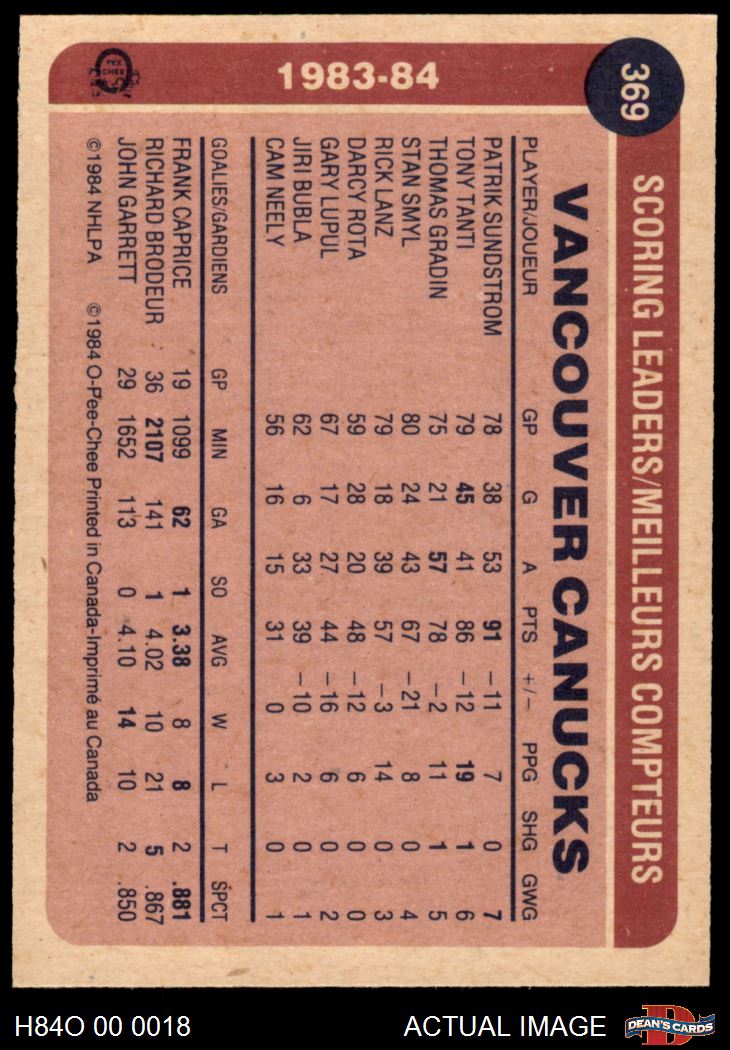 369
1983-84
O PEE CHEE
SCORING LEADERS/MEILLEURS COMPTEURS
VANCOUVER CANUCKS
PLAYER/JOUEUR GP G A PTS +/- PPG SHG GWG
PATRIK SUNDSTROM 78 38 53 91 -11 7 0 7
TONY TANTI 79 45 41 86 -12 19 1 6
THOMAS GRADIN 75 21 57 78 -2 11 1 5
STAN SMYL 80 24 43 67 -21 8 0 4
RICK LANZ 79 18 39 57 -3 14 0 3
DARCY ROTA 59 28 20 48 -12 6 0 0
GARY LUPUL 67 17 27 44 -16 6 0 2
JIRI BUBLA 62 6 33 39 -10 2 0 1
CAM NEELY 56 16 15 31 0 3 0 1
GOALIES/GARDIENS GP MIN GA SO AVG W L T SPCT
FRANK CAPRICE 19 1099 62 1 3.38 8 8 2 .881
RICHARD BRODEUR 36 2107 141 1 4.02 10 21 5 .867
JOHN GARRETT 29 1652 113 0 4.10 14 10 2 .850
©1984 NHLPA ©1984 O-Pee-Chee Printed in Canada-Imprimé au Canada
H84O 00 0018 ACTUAL IMAGE D DEAN'S CARDS